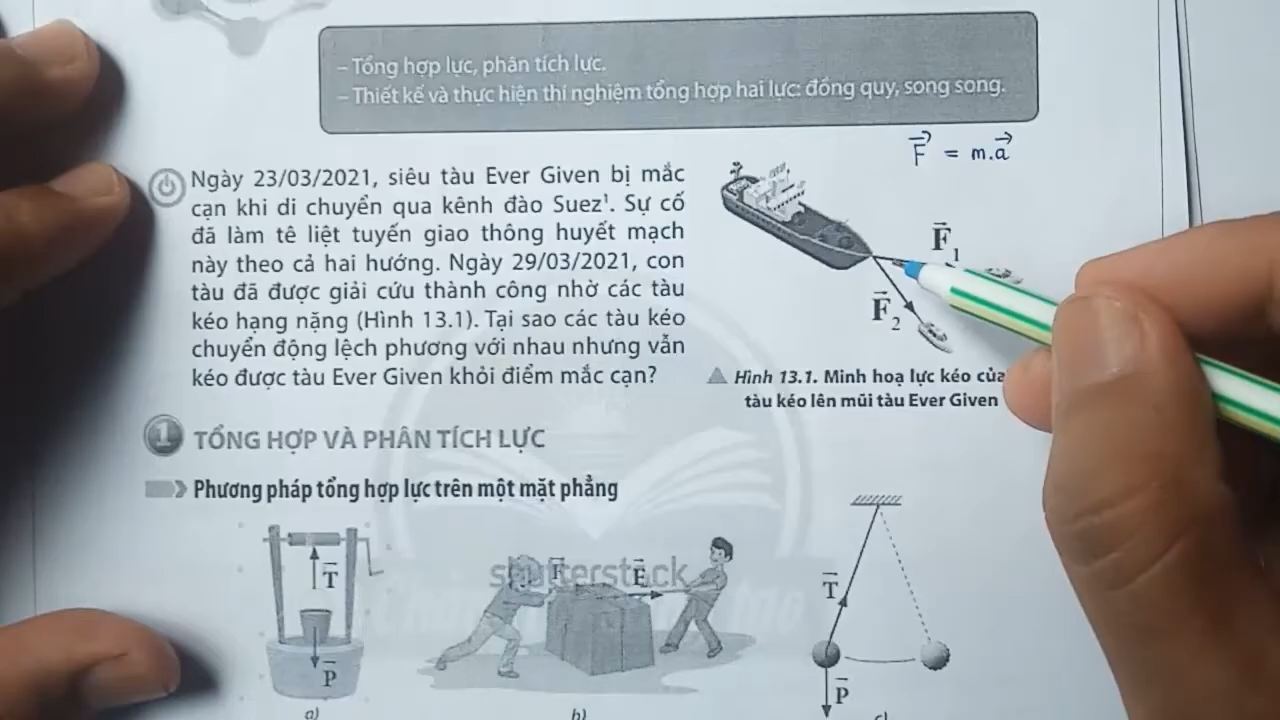 – Tổng hợp lực, phân tích lực.
– Thiết kế và thực hiện thí nghiệm tổng hợp hai lực: đồng quy, song song.
F⃗ = m.a⃗
Ngày 23/03/2021, siêu tàu Ever Given bị mắc
cạn khi di chuyển qua kênh đào Suez¹. Sự cố
đã làm tê liệt tuyến giao thông huyết mạch
này theo cả hai hướng. Ngày 29/03/2021, con
tàu đã được giải cứu thành công nhờ các tàu
kéo hạng nặng (Hình 13.1). Tại sao các tàu kéo
chuyển động lệch phương với nhau nhưng vẫn
kéo được tàu Ever Given khỏi điểm mắc cạn?
F⃗₁
F⃗₂
Hình 13.1. Minh hoạ lực kéo của
tàu kéo lên mũi tàu Ever Given
1 TỔNG HỢP VÀ PHÂN TÍCH LỰC
Phương pháp tổng hợp lực trên một mặt phẳng
T⃗
P⃗
a)
shutterstock
b)
T⃗
P⃗
c)